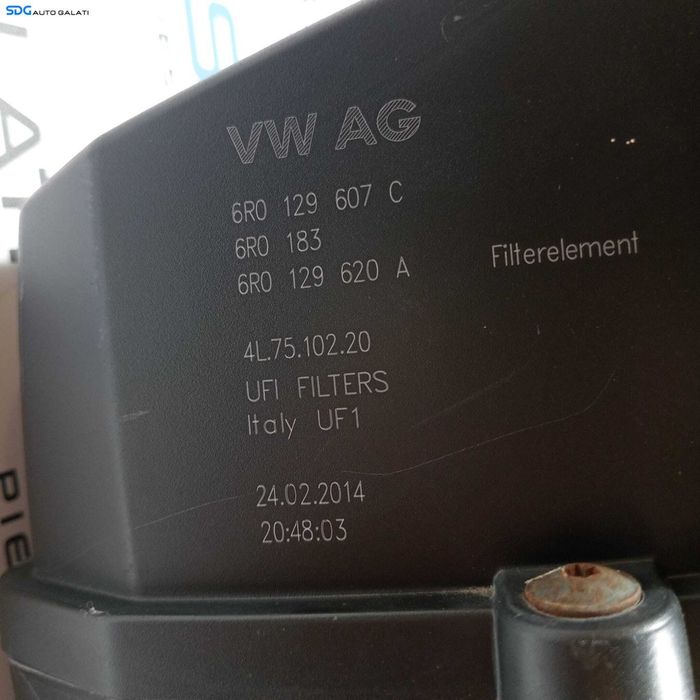 SDG AUTO GALATI
VW AG
6R0 129 607 C
6R0 183
6R0 129 620 A Filterelement
4L.75.102.20
UFI FILTERS
Italy UF1
24.02.2014
20:48:03
PIE